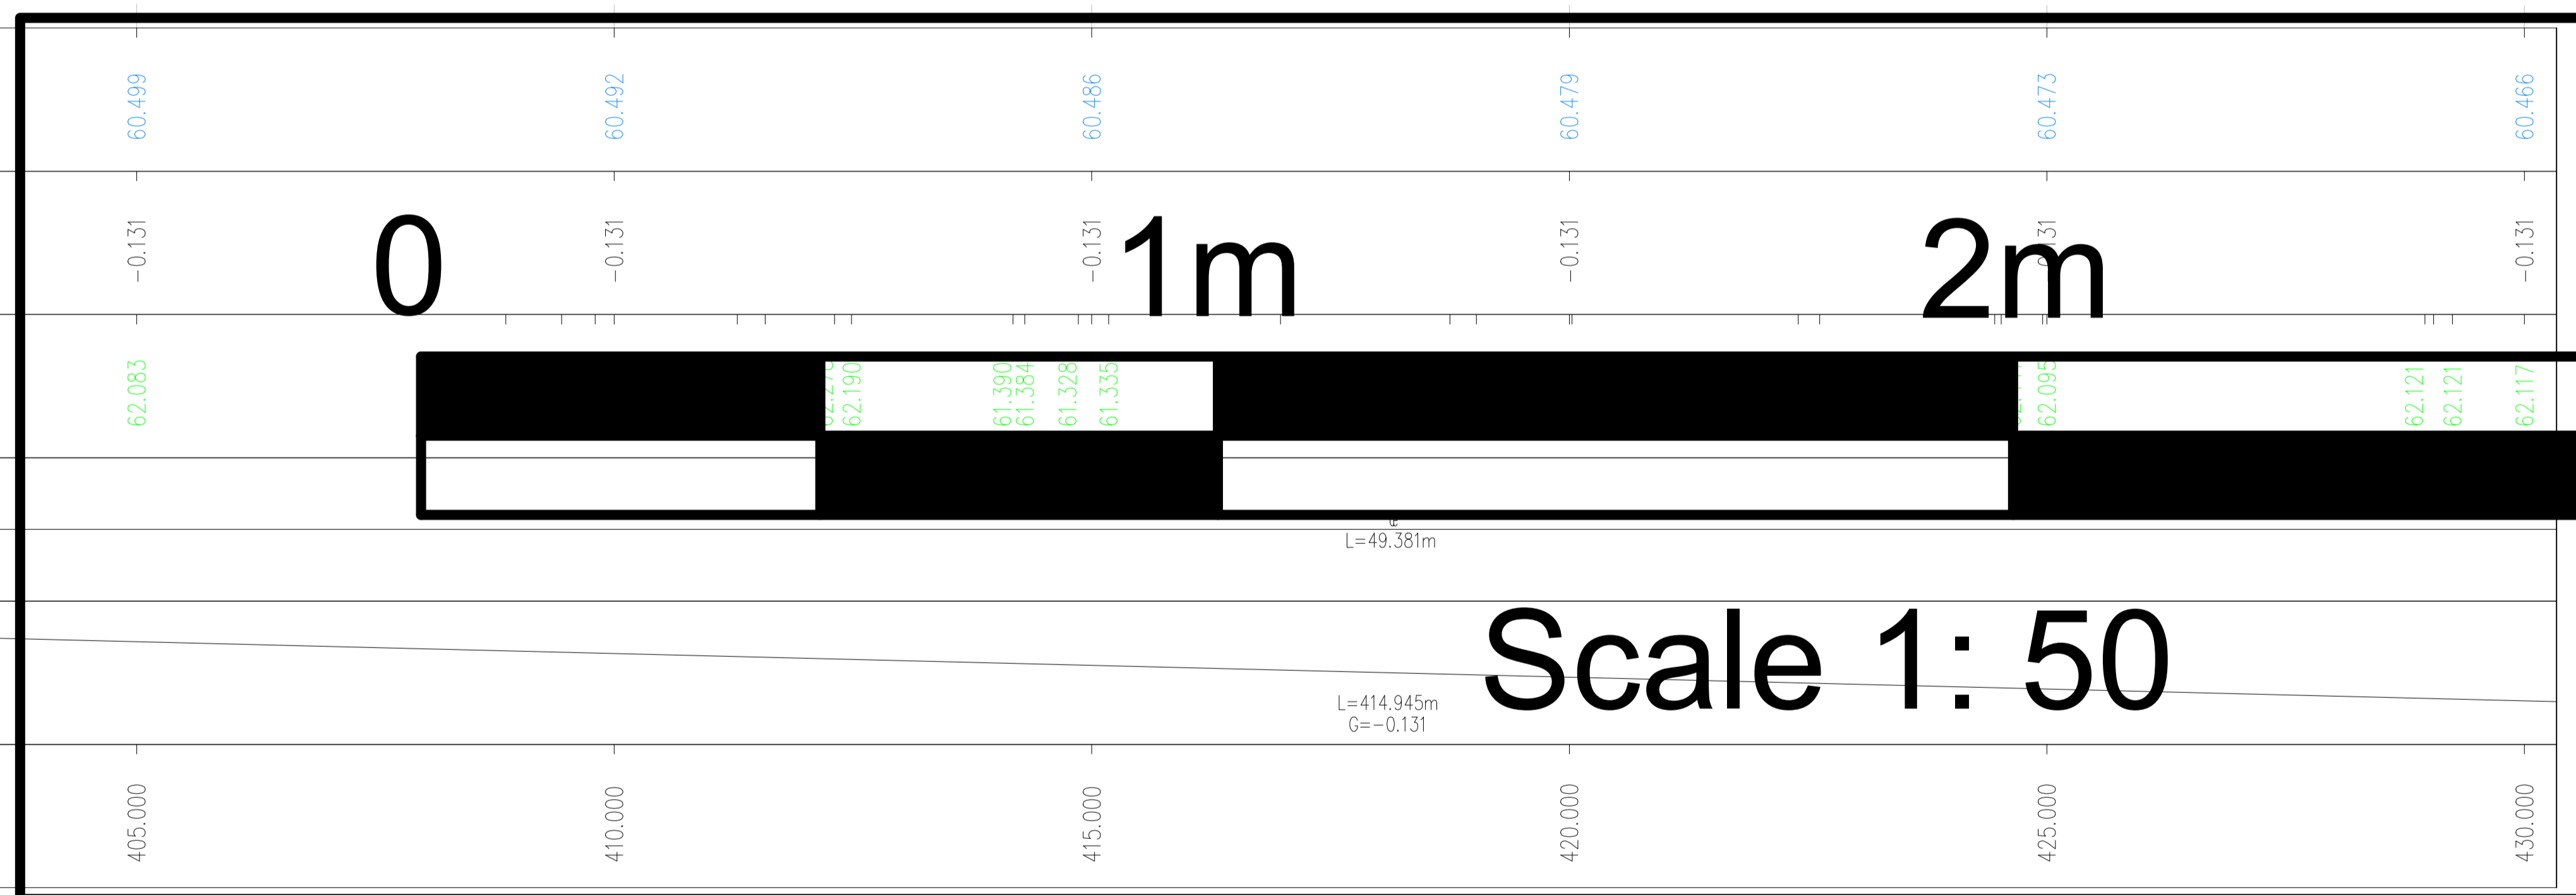 60.499 60.492 60.486 60.479 60.473 60.466
-0.131 -0.131 -0.131 -0.131 0.131 -0.131
0 1m 2m
62.083 62.190 61.390 61.384 61.328 61.335 62.095 62.121 62.121 62.117
L=49.381m
Scale 1: 50
L=414.945m
G=-0.131
405.000 410.000 415.000 420.000 425.000 430.000